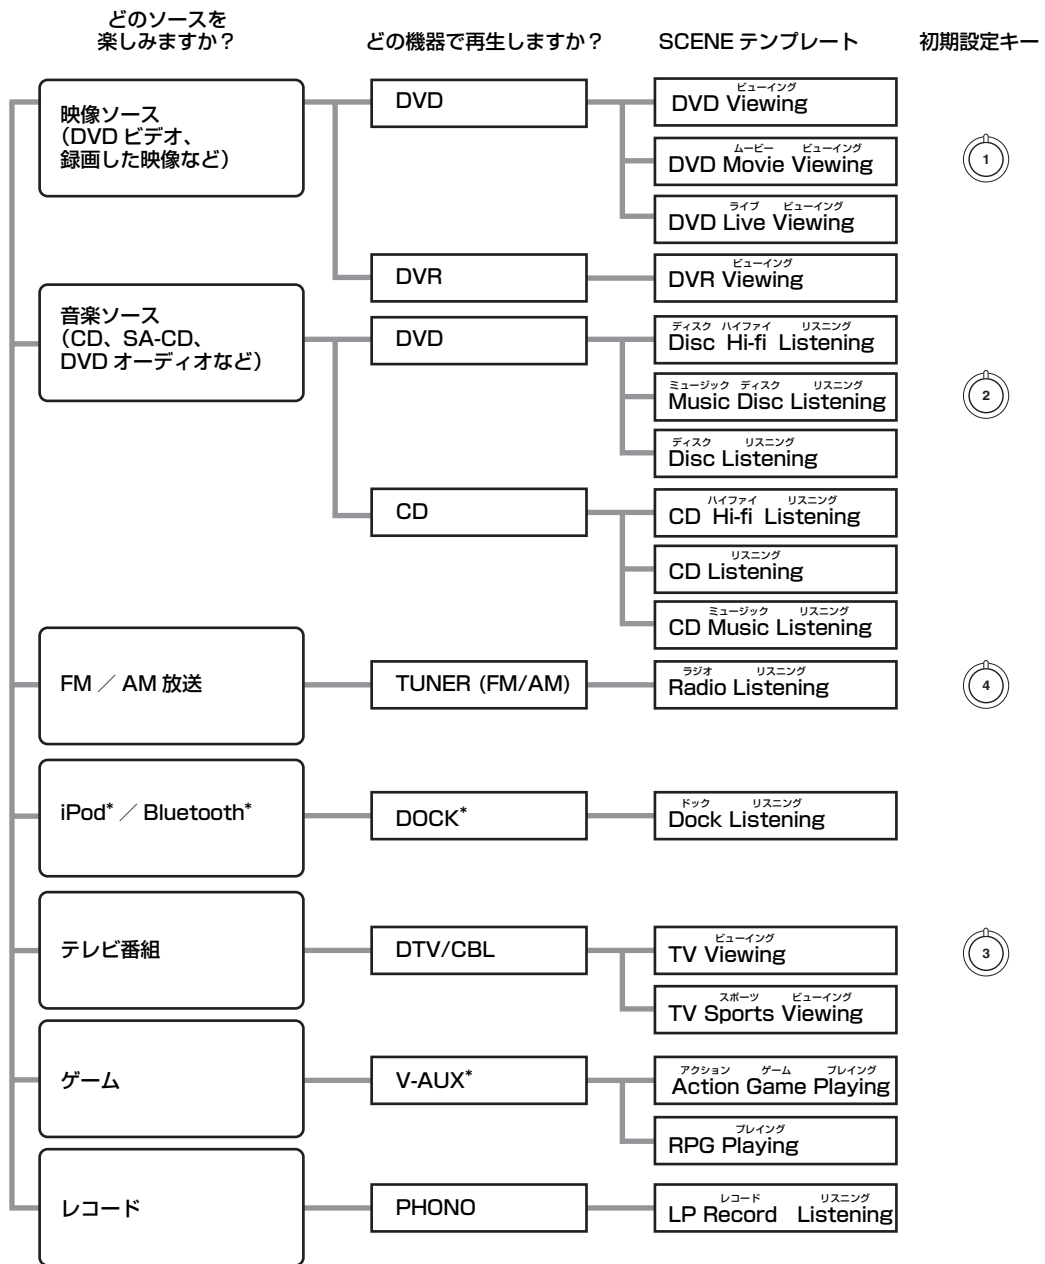 どのソースを
楽しみますか？
どの機器で再生しますか？
SCENE テンプレート
初期設定キー
映像ソース
（DVD ビデオ、
録画した映像など）
DVD
ビューイング
DVD Viewing
ムービー ビューイング
DVD Movie Viewing
1
ライブ ビューイング
DVD Live Viewing
DVR
ビューイング
DVR Viewing
音楽ソース
（CD、SA-CD、
DVD オーディオなど）
DVD
ディスク ハイファイ リスニング
Disc Hi-fi Listening
ミュージック ディスク リスニング
Music Disc Listening
2
ディスク リスニング
Disc Listening
CD
ハイファイ リスニング
CD Hi-fi Listening
リスニング
CD Listening
ミュージック リスニング
CD Music Listening
FM ／ AM 放送
TUNER (FM/AM)
ラジオ リスニング
Radio Listening
4
iPod* ／ Bluetooth*
DOCK*
ドック リスニング
Dock Listening
テレビ番組
DTV/CBL
ビューイング
TV Viewing
3
スポーツ ビューイング
TV Sports Viewing
ゲーム
V-AUX*
アクション ゲーム プレイング
Action Game Playing
プレイング
RPG Playing
レコード
PHONO
レコード リスニング
LP Record Listening